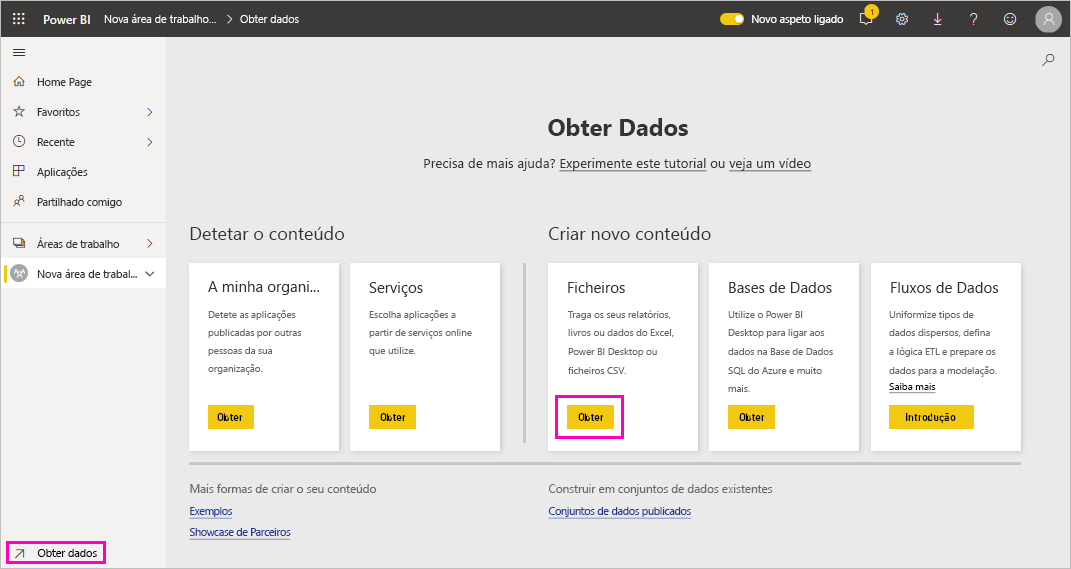 Power BI Nova área de trabalho... > Obter dados
Novo aspeto ligado
1
?
Home Page
Favoritos
Recente
Aplicações
Partilhado comigo
Áreas de trabalho
Nova área de trabal...
Obter dados
Obter Dados
Precisa de mais ajuda? Experimente este tutorial ou veja um vídeo
Detetar o conteúdo
A minha organi...
Detete as aplicações
publicadas por outras
pessoas da sua
organização.
Obter
Serviços
Escolha aplicações a
partir de serviços online
que utilize.
Obter
Criar novo conteúdo
Ficheiros
Traga os seus relatórios,
livros ou dados do Excel,
Power BI Desktop ou
ficheiros CSV.
Obter
Bases de Dados
Utilize o Power BI
Desktop para ligar aos
dados na Base de Dados
SQL do Azure e muito
mais.
Obter
Fluxos de Dados
Uniformize tipos de
dados dispersos, defina
a lógica ETL e prepare os
dados para a modelação.
Saiba mais
Introdução
Mais formas de criar o seu conteúdo
Exemplos
Showcase de Parceiros
Construir em conjuntos de dados existentes
Conjuntos de dados publicados